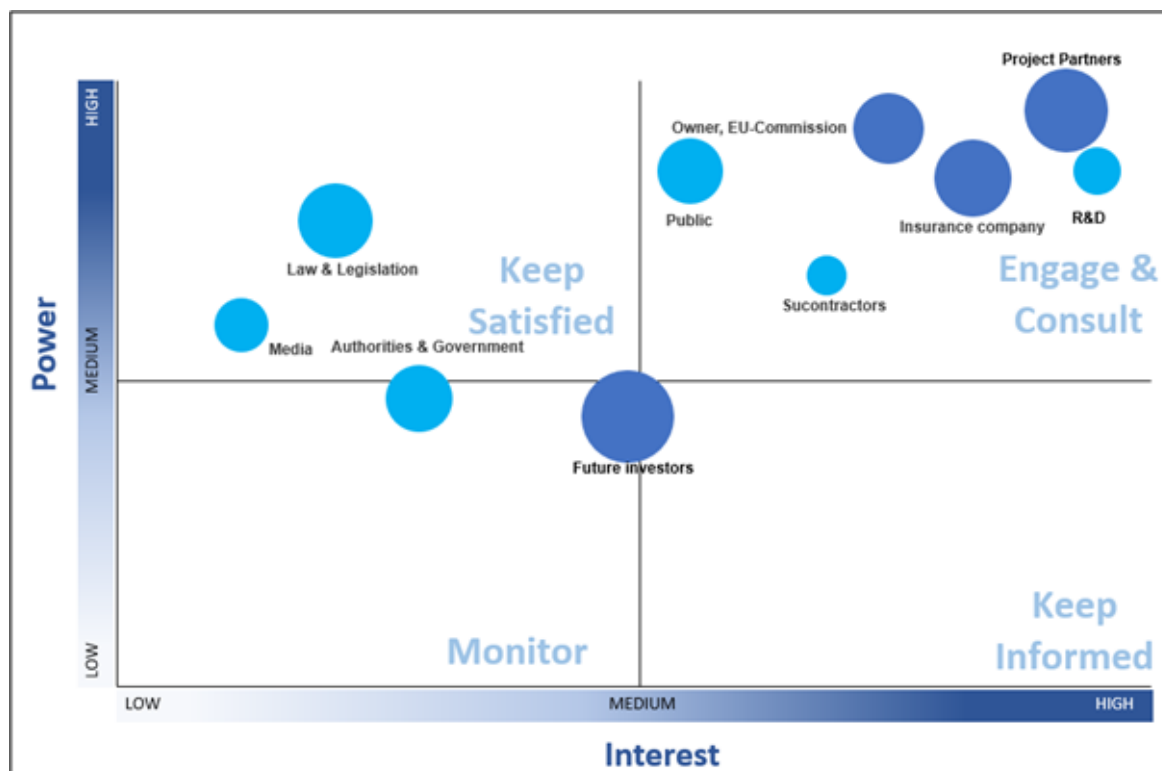 Project Partners
HIGH
Owner, EU-Commission
Public
Insurance company
R&D
Law & Legislation
Keep
Satisfied
Engage &
Consult
Sucontractors
Media
Authorities & Government
Power
MEDIUM
Future investors
Monitor
Keep
Informed
LOW
LOW
MEDIUM
HIGH
Interest